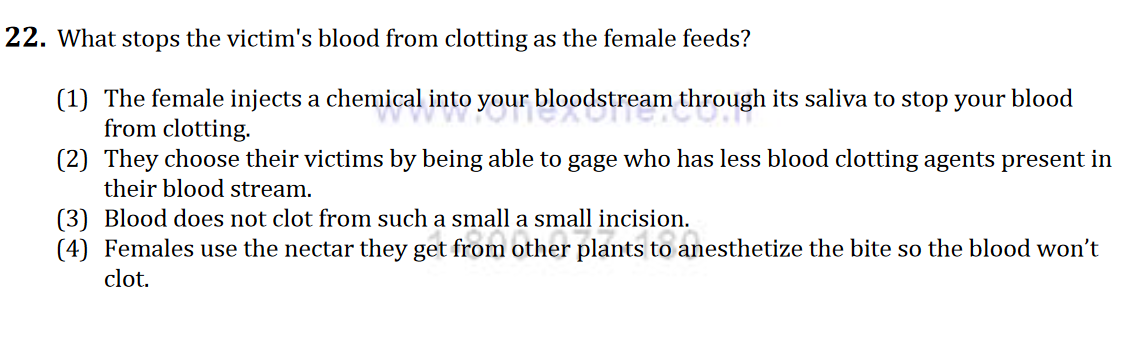 22. What stops the victim's blood from clotting as the female feeds?
(1) The female injects a chemical into your bloodstream through its saliva to stop your blood
from clotting.
(2) They choose their victims by being able to gage who has less blood clotting agents present in
their blood stream.
(3) Blood does not clot from such a small a small incision.
(4) Females use the nectar they get from other plants to anesthetize the bite so the blood won't
clot.
www.onexone.co.il
1-800-077-180